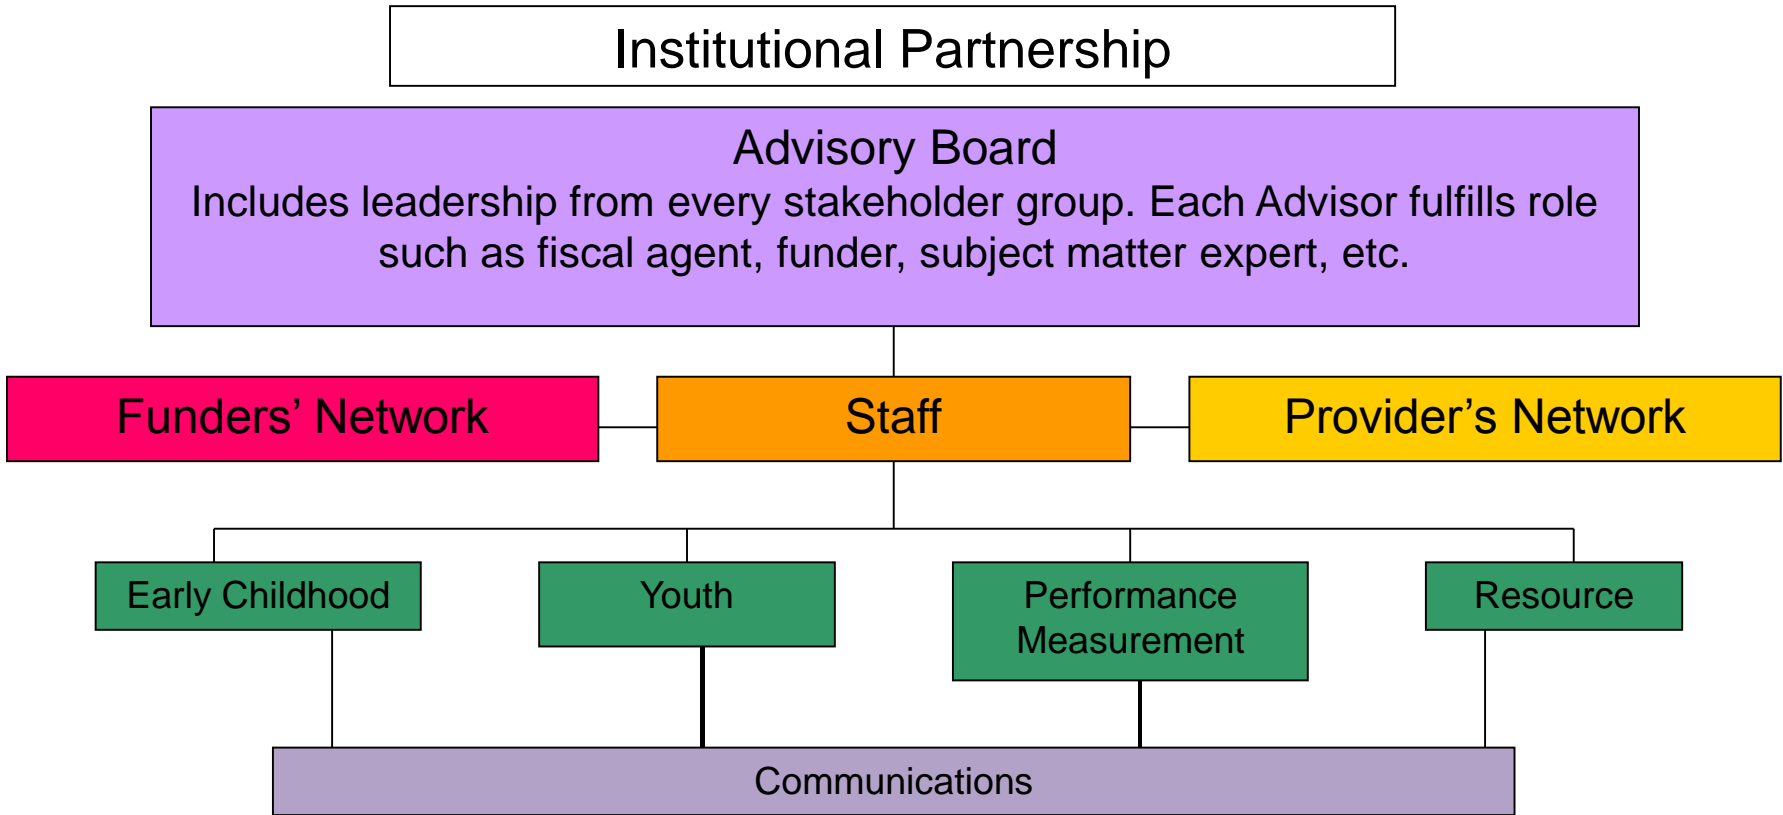 Institutional Partnership
Advisory Board
Includes leadership from every stakeholder group. Each Advisor fulfills role
such as fiscal agent, funder, subject matter expert, etc.
Funders’ Network
Staff
Provider’s Network
Early Childhood
Youth
Performance
Measurement
Resource
Communications